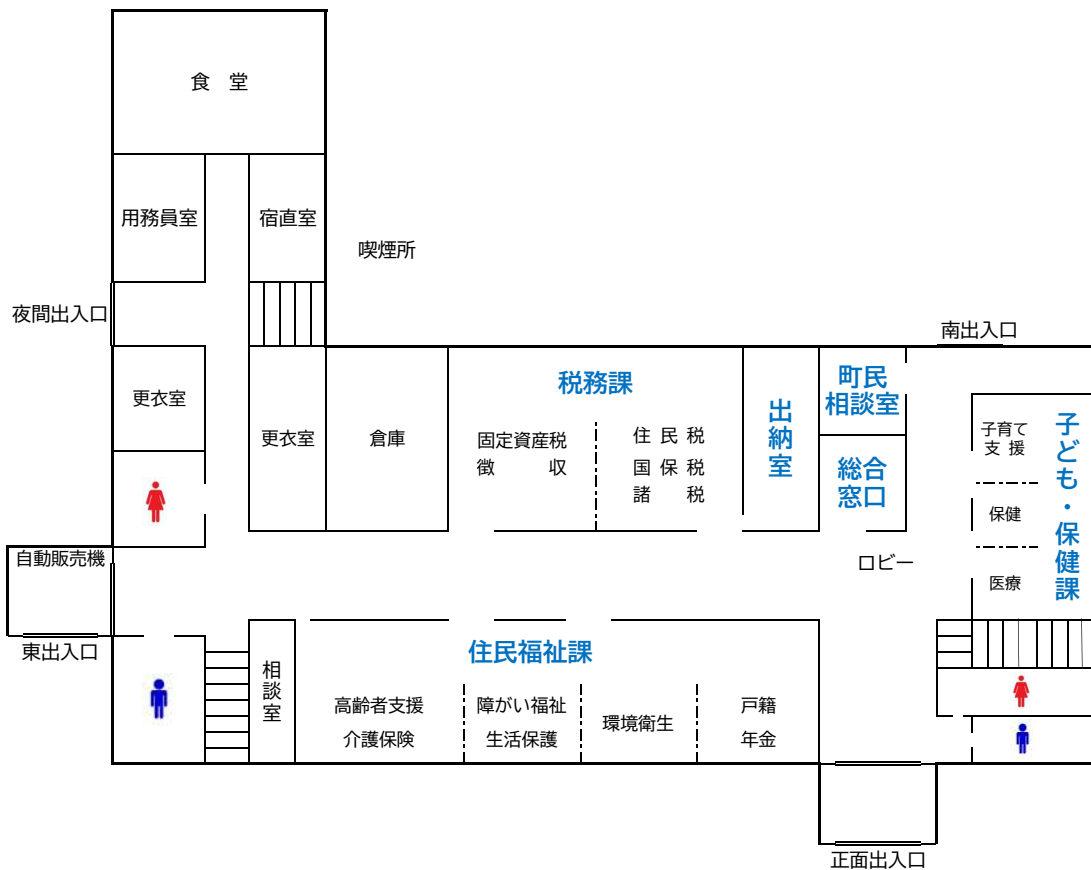 食 堂
用務員室
宿直室
喫煙所
夜間出入口
南出入口
更衣室
更衣室
倉庫
税務課
固定資産税
徴 収
住 民 税
国 保 税
諸 税
出納室
町民
相談室
総合
窓口
子育て
支 援
保健
医療
子ども・保健課
自動販売機
ロビー
東出入口
相談室
住民福祉課
高齢者支援
介護保険
障がい福祉
生活保護
環境衛生
戸籍
年金
正面出入口